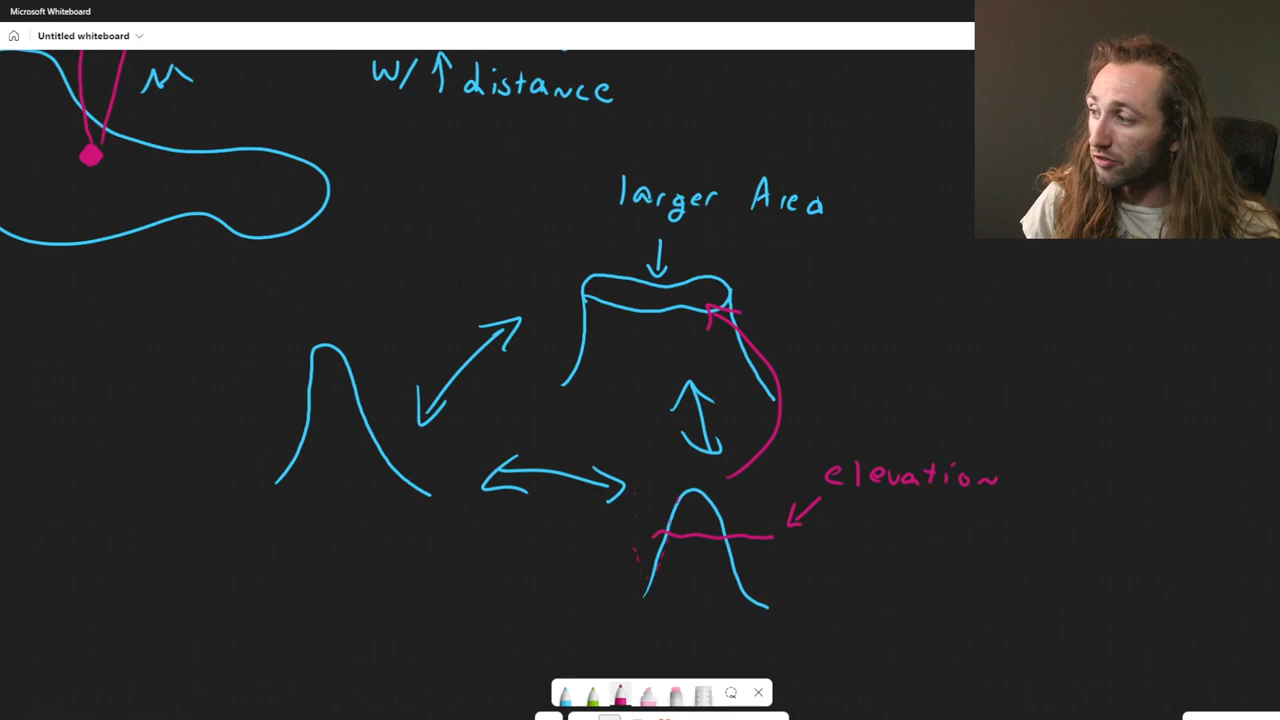 Microsoft Whiteboard
Untitled whiteboard
N
w/ ↑ distance
larger Area
elevation